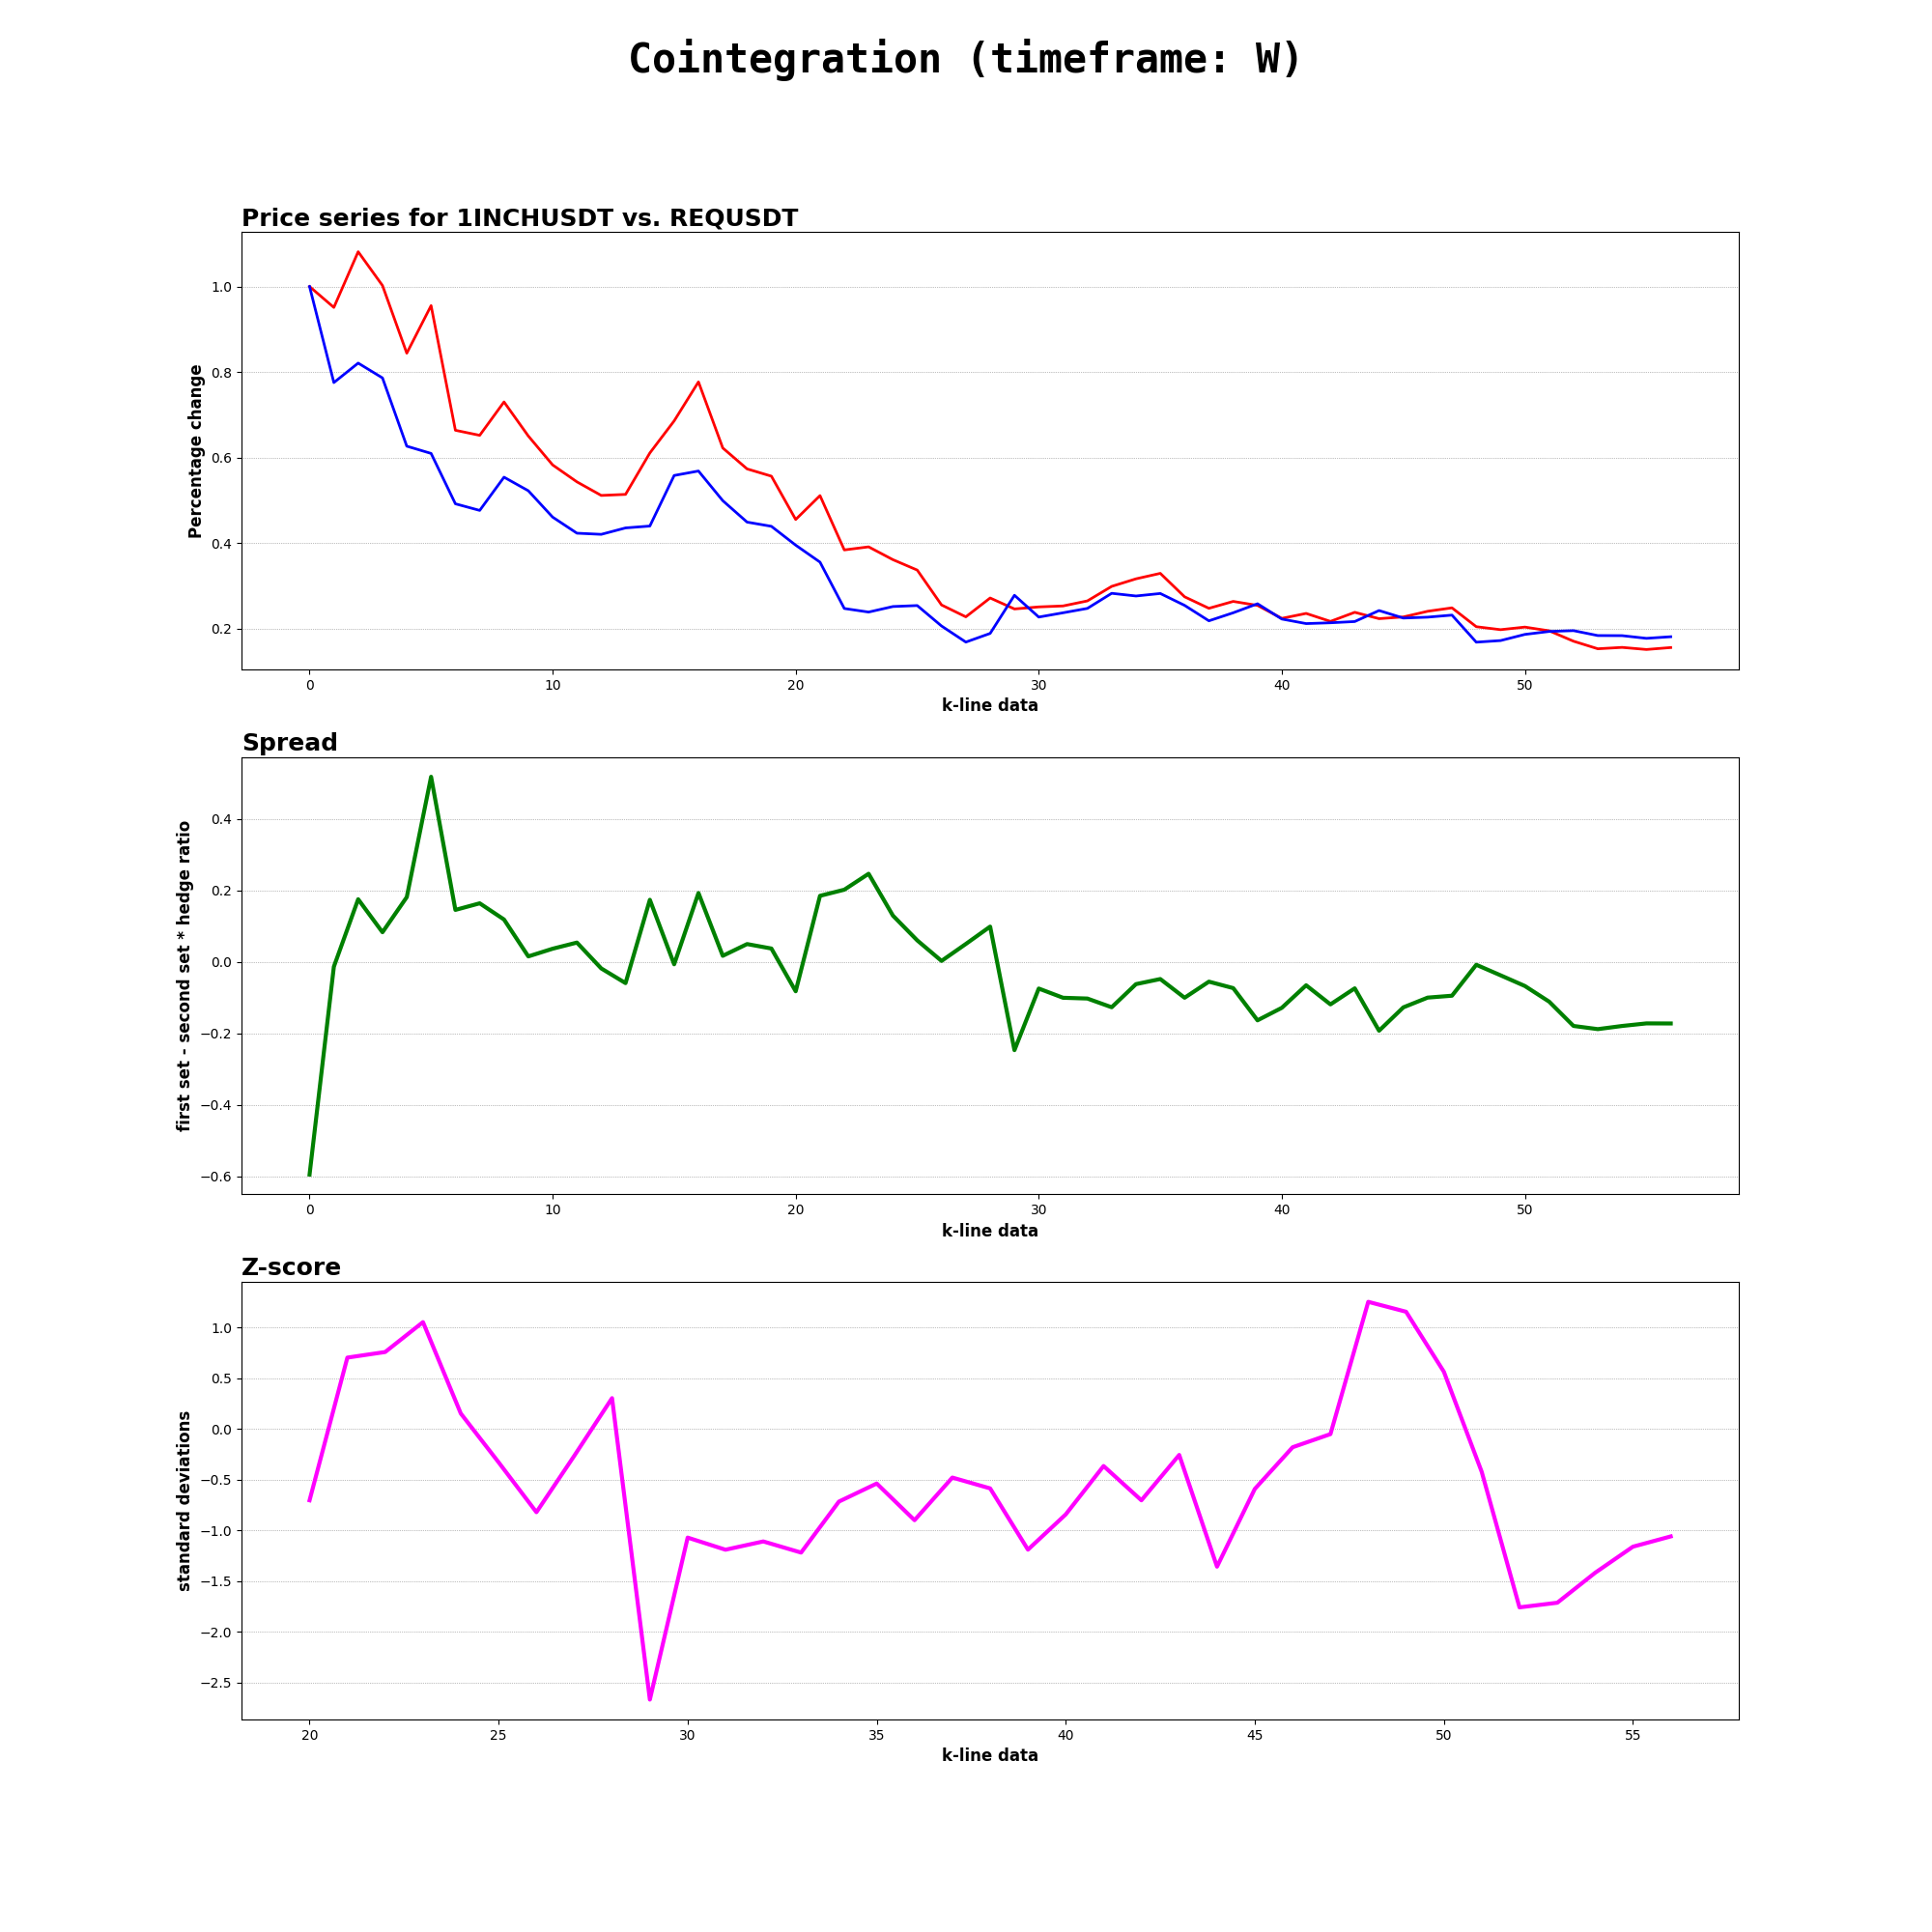 Cointegration (timeframe: W)
Price series for 1INCHUSDT vs. REQUSDT
Percentage change
1.0
0.8
0.6
0.4
0.2
0 10 20 30 40 50
k-line data
Spread
first set - second set * hedge ratio
0.4
0.2
0.0
−0.2
−0.4
−0.6
0 10 20 30 40 50
k-line data
Z-score
standard deviations
1.0
0.5
0.0
−0.5
−1.0
−1.5
−2.0
−2.5
20 25 30 35 40 45 50 55
k-line data